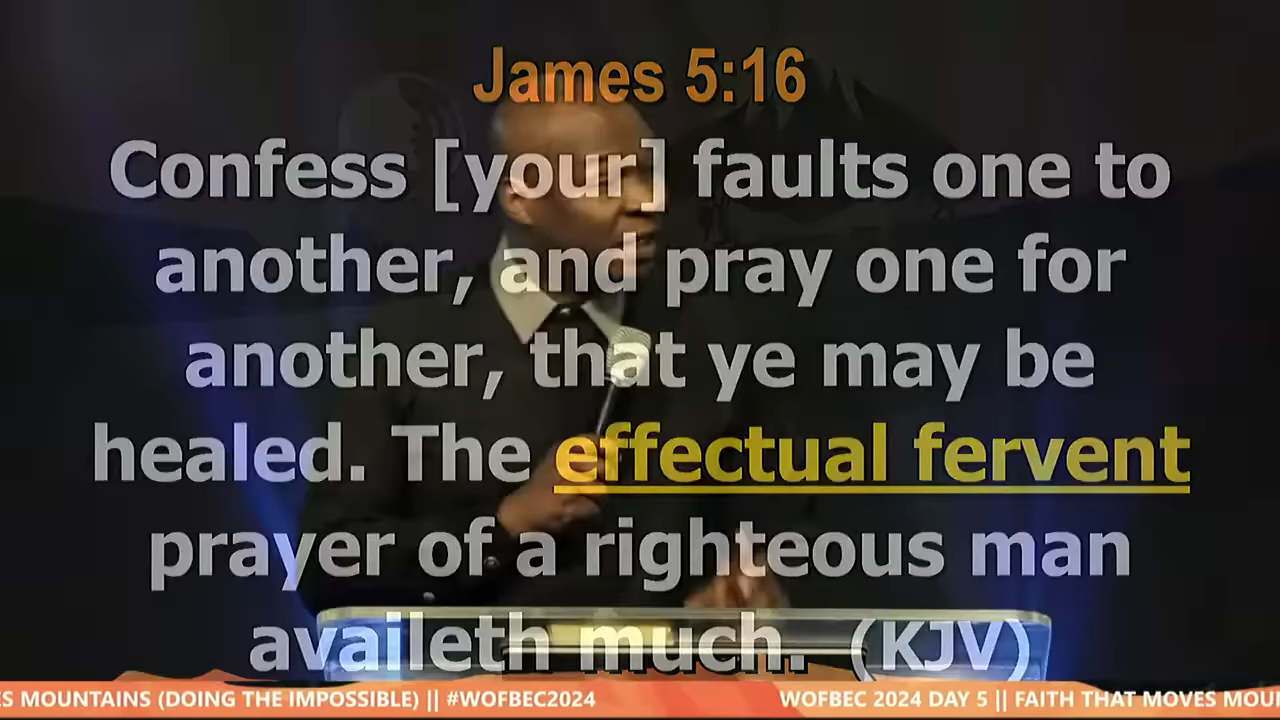 James 5:16
Confess [your] faults one to
another, and pray one for
another, that ye may be
healed. The effectual fervent
prayer of a righteous man
availeth much. (KJV)
ES MOUNTAINS (DOING THE IMPOSSIBLE) || #WOFBEC2024 WOFBEC 2024 DAY 5 || FAITH THAT MOVES MOU